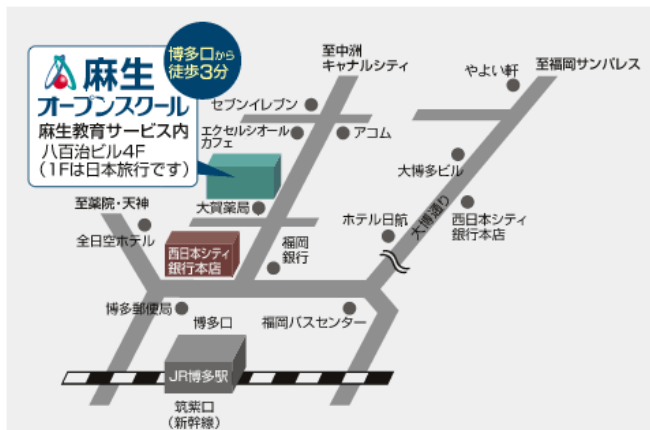 博多口から
徒歩3分
麻生
オープンスクール
麻生教育サービス内
八百治ビル4F
（1Fは日本旅行です）
至中洲
キャナルシティ
やよい軒
至福岡サンパレス
セブンイレブン
エクセルシオール
カフェ
アコム
大博多ビル
大賀薬局
至薬院・天神
全日空ホテル
西日本シティ
銀行本店
福岡
銀行
ホテル日航
大博通り
西日本シティ
銀行本店
博多郵便局
博多口
福岡バスセンター
JR博多駅
筑紫口
（新幹線）